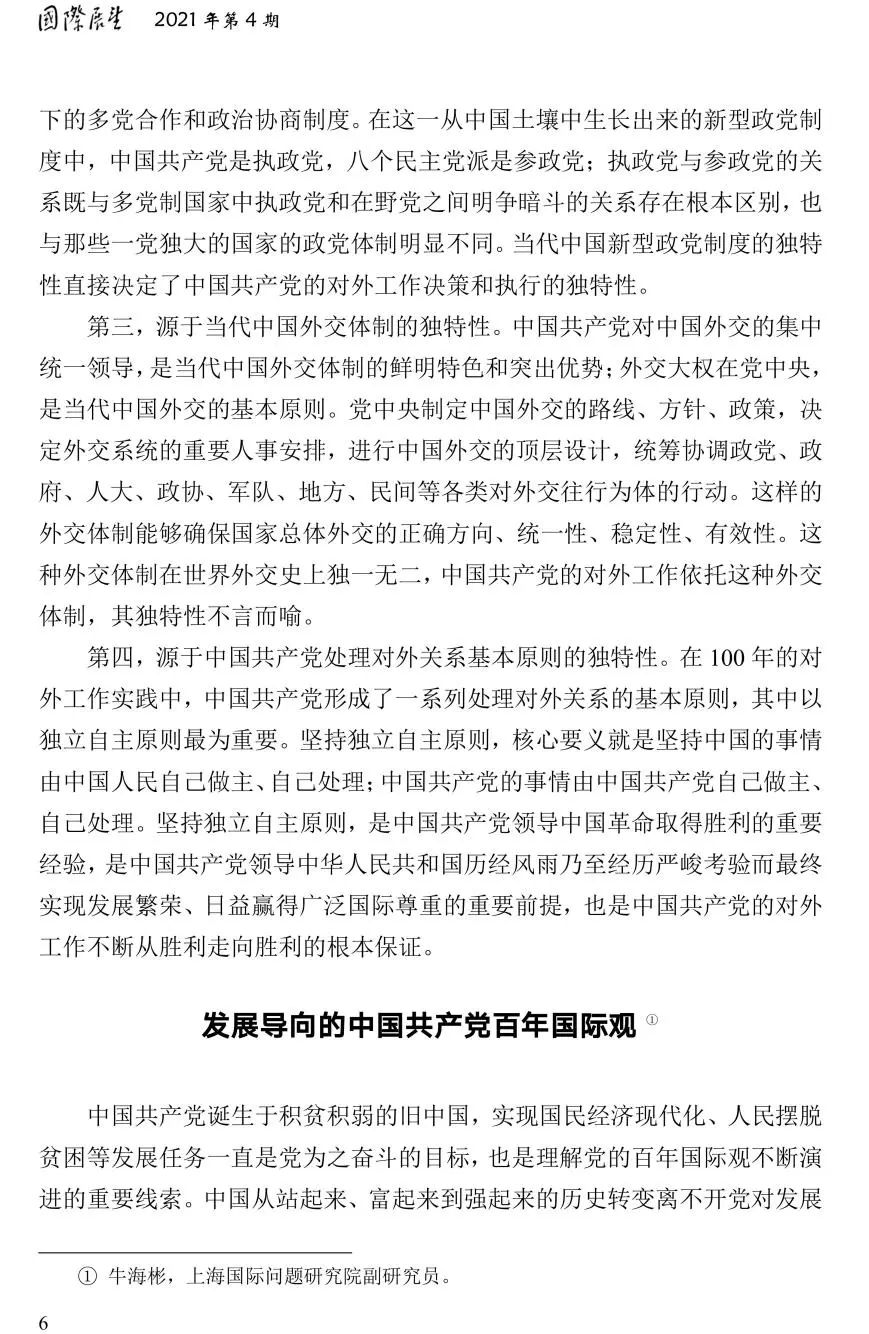 國際展望 2021 年第 4 期
下的多党合作和政治协商制度。在这一从中国土壤中生长出来的新型政党制
度中，中国共产党是执政党，八个民主党派是参政党；执政党与参政党的关
系既与多党制国家中执政党和在野党之间明争暗斗的关系存在根本区别，也
与那些一党独大的国家的政党体制明显不同。当代中国新型政党制度的独特
性直接决定了中国共产党的对外工作决策和执行的独特性。
第三，源于当代中国外交体制的独特性。中国共产党对中国外交的集中
统一领导，是当代中国外交体制的鲜明特色和突出优势；外交大权在党中央，
是当代中国外交的基本原则。党中央制定中国外交的路线、方针、政策，决
定外交系统的重要人事安排，进行中国外交的顶层设计，统筹协调政党、政
府、人大、政协、军队、地方、民间等各类对外交往行为体的行动。这样的
外交体制能够确保国家总体外交的正确方向、统一性、稳定性、有效性。这
种外交体制在世界外交史上独一无二，中国共产党的对外工作依托这种外交
体制，其独特性不言而喻。
第四，源于中国共产党处理对外关系基本原则的独特性。在 100 年的对
外工作实践中，中国共产党形成了一系列处理对外关系的基本原则，其中以
独立自主原则最为重要。坚持独立自主原则，核心要义就是坚持中国的事情
由中国人民自己做主、自己处理；中国共产党的事情由中国共产党自己做主、
自己处理。坚持独立自主原则，是中国共产党领导中国革命取得胜利的重要
经验，是中国共产党领导中华人民共和国历经风雨乃至经历严峻考验而最终
实现发展繁荣、日益赢得广泛国际尊重的重要前提，也是中国共产党的对外
工作不断从胜利走向胜利的根本保证。
发展导向的中国共产党百年国际观 ①
中国共产党诞生于积贫积弱的旧中国，实现国民经济现代化、人民摆脱
贫困等发展任务一直是党为之奋斗的目标，也是理解党的百年国际观不断演
进的重要线索。中国从站起来、富起来到强起来的历史转变离不开党对发展
① 牛海彬，上海国际问题研究院副研究员。
6